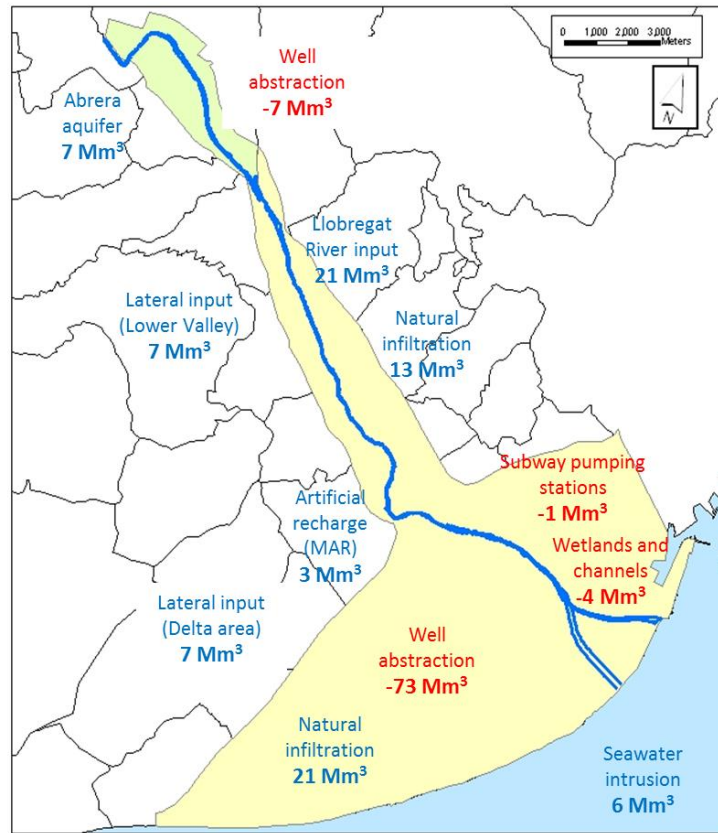 0 1,000 2,000 3,000
Meters
N
Well
abstraction
-7 Mm³
Abrera
aquifer
7 Mm³
Llobregat
River input
21 Mm³
Lateral input
(Lower Valley)
7 Mm³
Natural
infiltration
13 Mm³
Subway pumping
stations
-1 Mm³
Artificial
recharge
(MAR)
3 Mm³
Wetlands and
channels
-4 Mm³
Lateral input
(Delta area)
7 Mm³
Well
abstraction
-73 Mm³
Natural
infiltration
21 Mm³
Seawater
intrusion
6 Mm³